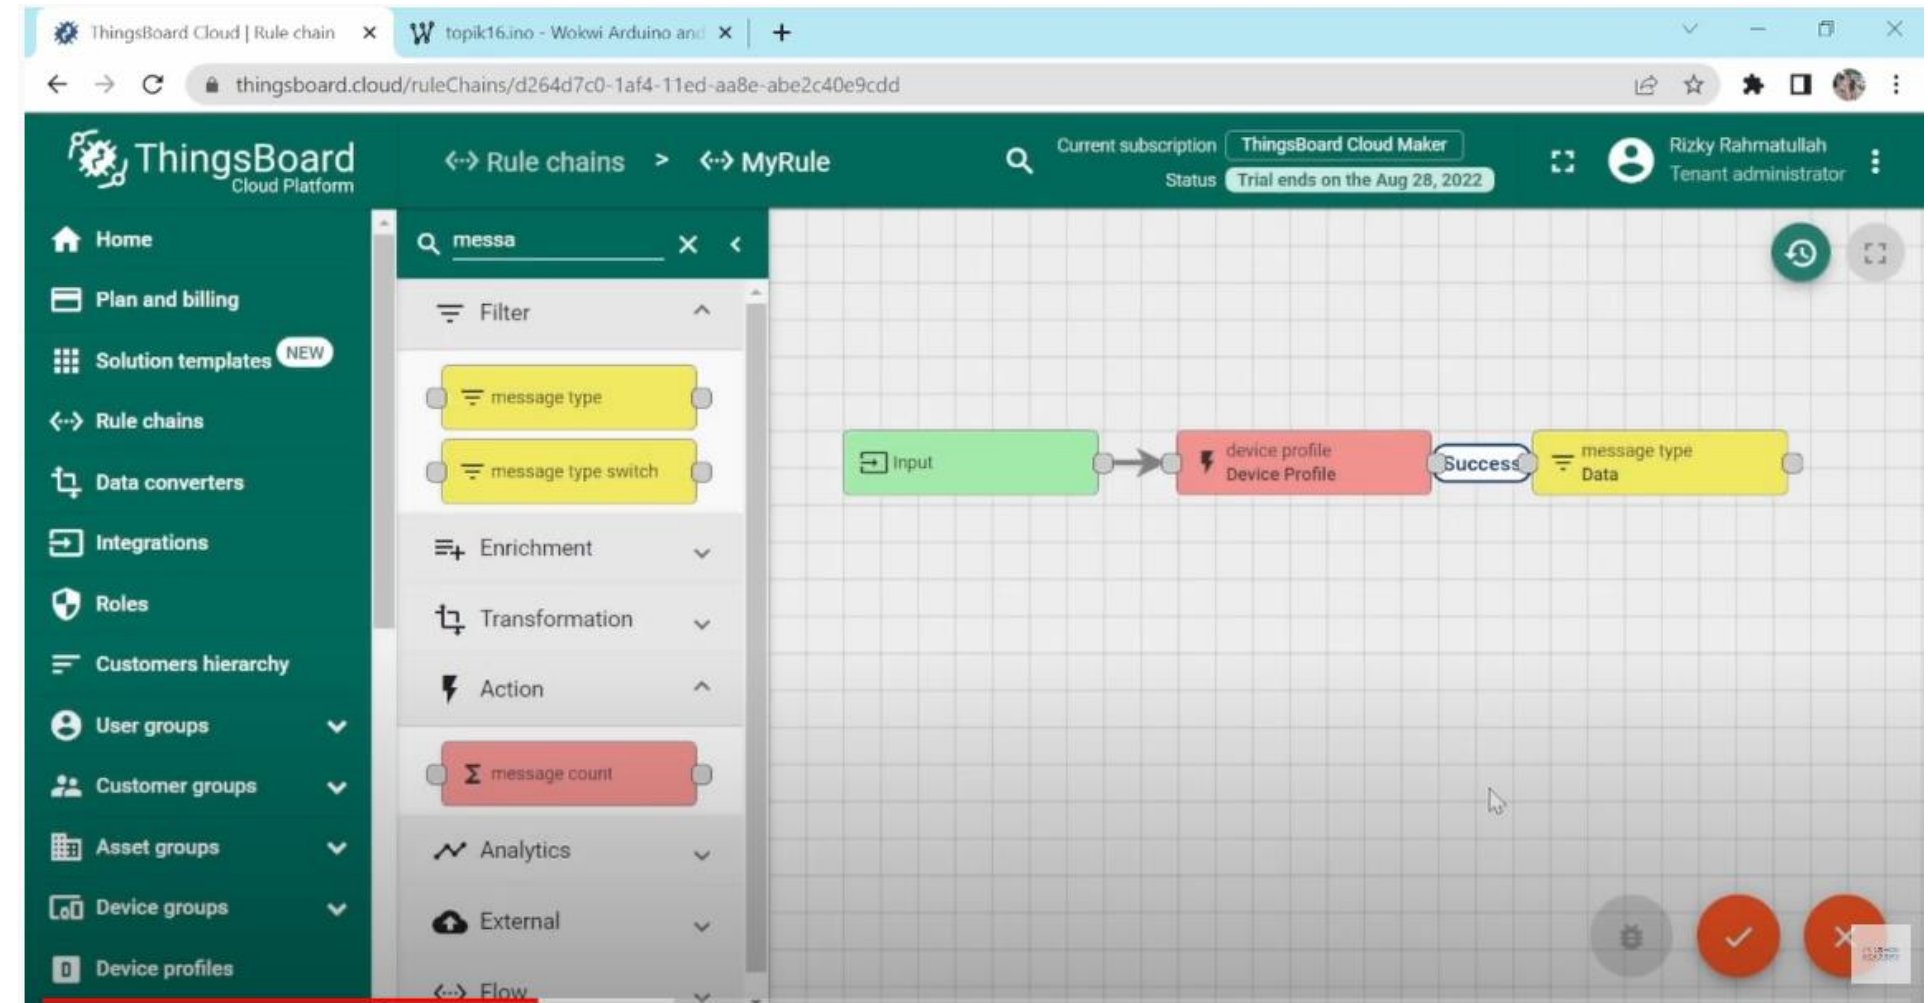 ThingsBoard Cloud | Rule chain
topik16.ino - Wokwi Arduino and
thingsboard.cloud/ruleChains/d264d7c0-1af4-11ed-aa8e-abe2c40e9cdd
ThingsBoard
Cloud Platform
Rule chains > MyRule
Current subscription ThingsBoard Cloud Maker
Status Trial ends on the Aug 28, 2022
Rizky Rahmatullah
Tenant administrator
Home
Plan and billing
Solution templates NEW
Rule chains
Data converters
Integrations
Roles
Customers hierarchy
User groups
Customer groups
Asset groups
Device groups
Device profiles
messa
Filter
message type
message type switch
Enrichment
Transformation
Action
message count
Analytics
External
Flow
Input
device profile
Device Profile
Success
message type
Data